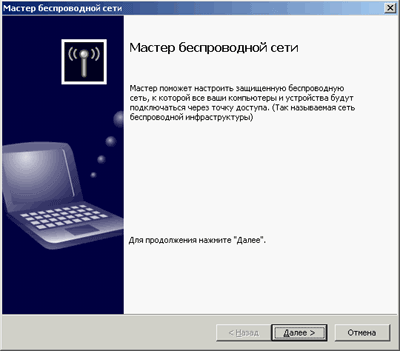 Мастер беспроводной сети
Мастер беспроводной сети
Мастер поможет настроить защищенную беспроводную
сеть, к которой все ваши компьютеры и устройства будут
подключаться через точку доступа. (Так называемая сеть
беспроводной инфраструктуры)
Для продолжения нажмите "Далее".
< Назад
Далее >
Отмена